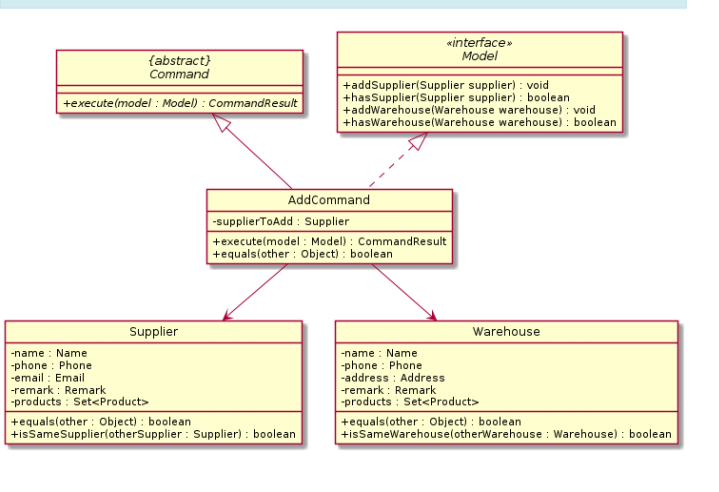 {abstract}
Command
+execute(model : Model) : CommandResult
«interface»
Model
+addSupplier(Supplier supplier) : void
+hasSupplier(Supplier supplier) : boolean
+addWarehouse(Warehouse warehouse) : void
+hasWarehouse(Warehouse warehouse) : boolean
AddCommand
-supplierToAdd : Supplier
+execute(model : Model) : CommandResult
+equals(other : Object) : boolean
Supplier
-name : Name
-phone : Phone
-email : Email
-remark : Remark
-products : Set<Product>
+equals(other : Object) : boolean
+isSameSupplier(otherSupplier : Supplier) : boolean
Warehouse
-name : Name
-phone : Phone
-address : Address
-remark : Remark
-products : Set<Product>
+equals(other : Object) : boolean
+isSameWarehouse(otherWarehouse : Warehouse) : boolean